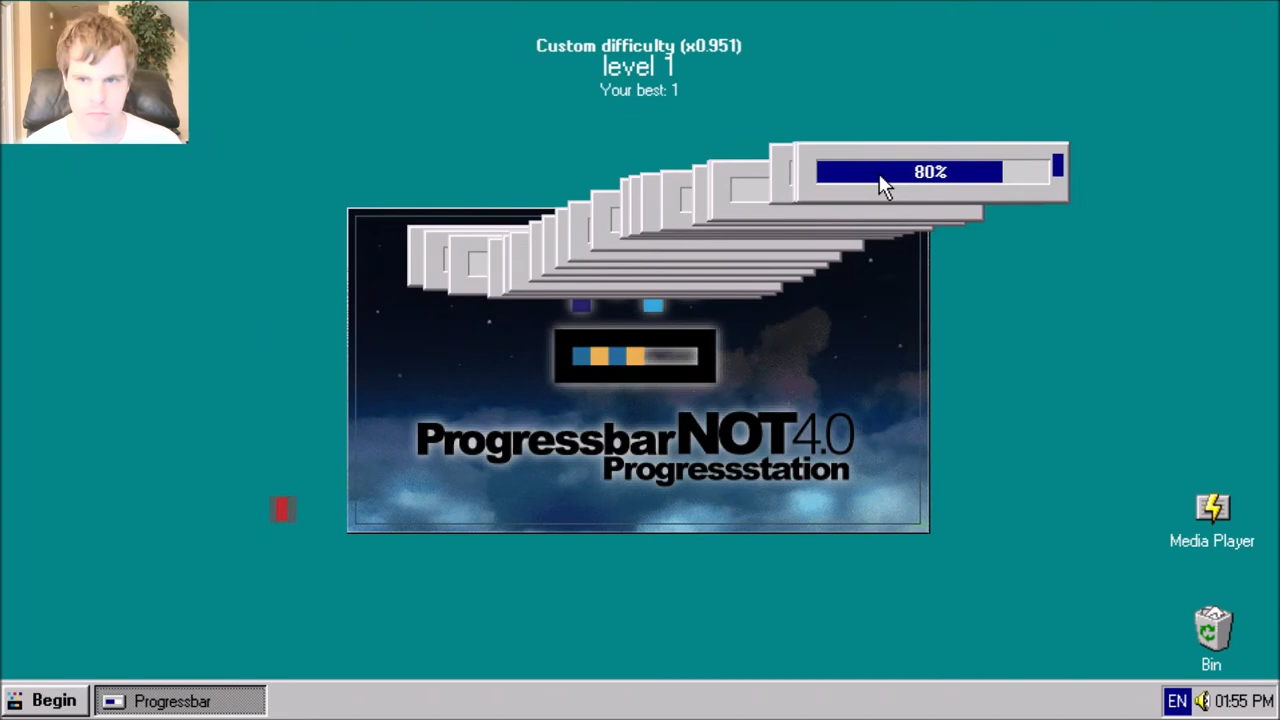 Custom difficulty (x0.951)
level 1
Your best: 1
80%
ProgressbarNOT4.0
Progressstation
Media Player
Bin
Begin
Progressbar
EN
01:55 PM